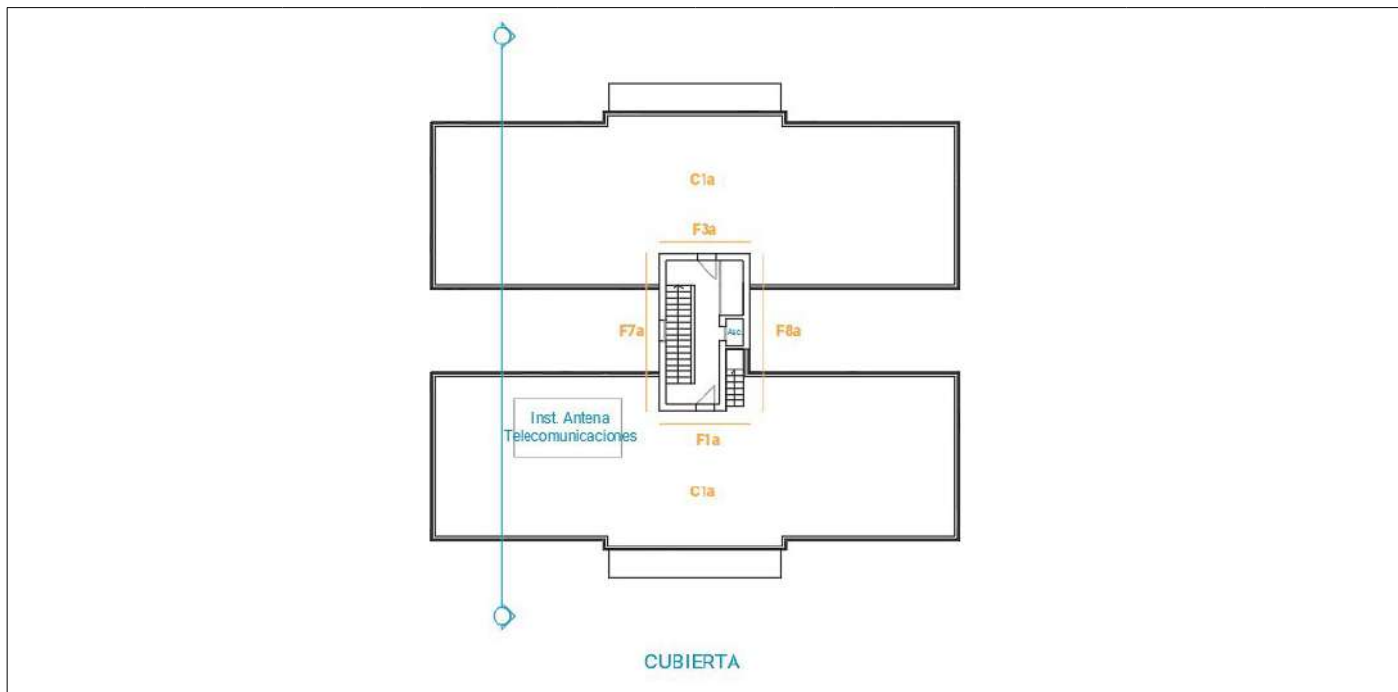 C1a
F3a
F7a
Asc.
F8a
Inst. Antena
Telecomunicaciones
F1a
C1a
CUBIERTA